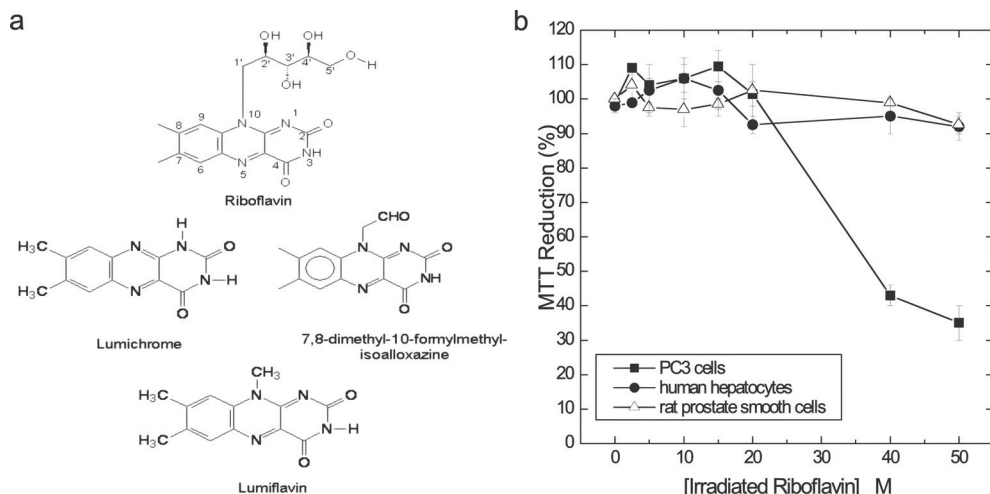 a
OH
OH
2'
4'
O
H
1'
3'
5'
OH
9
10
1
8
N
N
2
O
7
N
4
NH
3
6
5
O
Riboflavin
H
H₃C
N
N
O
H₃C
N
N
H
O
Lumichrome
CHO
N
N
O
N
NH
O
7,8-dimethyl-10-formylmethyl-
isoalloxazine
CH₃
H₃C
N
N
O
H₃C
N
N
H
O
Lumiflavin
b
MTT Reduction (%)
120
110
100
90
80
70
60
50
40
30
20
10
0
PC3 cells
human hepatocytes
rat prostate smooth cells
0 10 20 30 40 50
[Irradiated Riboflavin] M